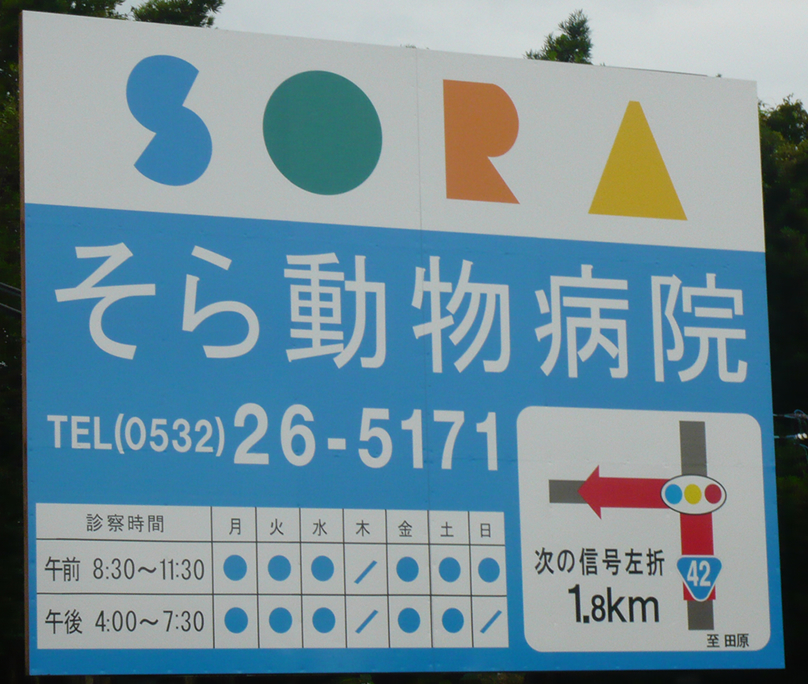 SORA
そら動物病院
TEL(0532)26-5171
診察時間 月 火 水 木 金 土 日
午前 8:30～11:30 ● ● ● / ● ● ●
午後 4:00～7:30 ● ● ● / ● ● /
次の信号左折
1.8km
42
至 田原